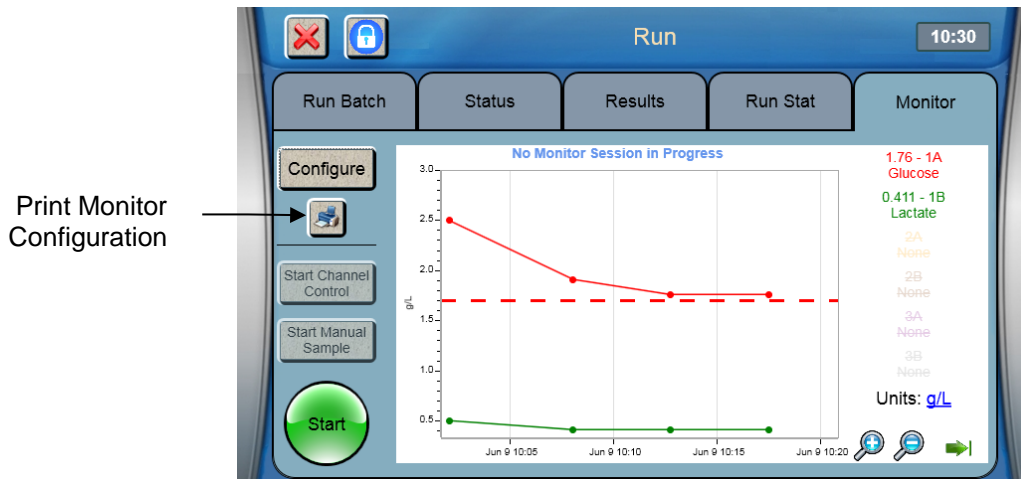 Run
10:30
Run Batch
Status
Results
Run Stat
Monitor
Print Monitor
Configuration
Configure
Start Channel
Control
Start Manual
Sample
Start
No Monitor Session in Progress
3.0
2.5
2.0
1.5
1.0
0.5
g/L
Jun 9 10:05
Jun 9 10:10
Jun 9 10:15
Jun 9 10:20
1.76 - 1A
Glucose
0.411 - 1B
Lactate
2A
None
2B
None
3A
None
3B
None
Units: g/L